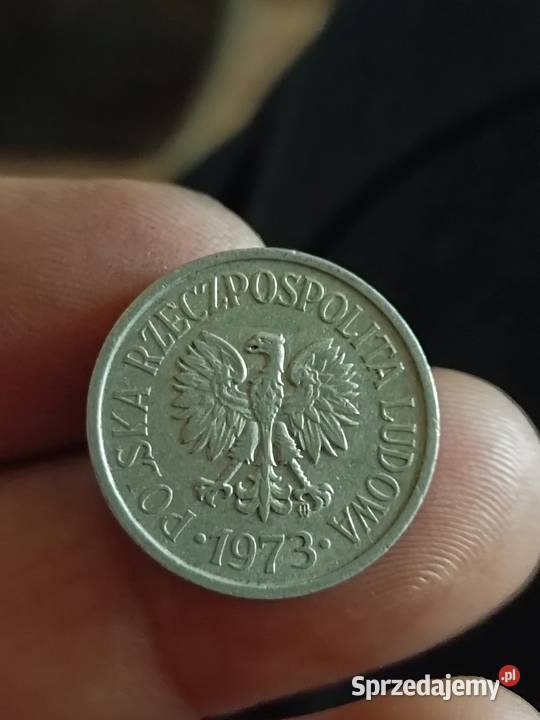 POLSKA RZECZPOSPOLITA LUDOWA
·1973·
Sprzedajemy.pl